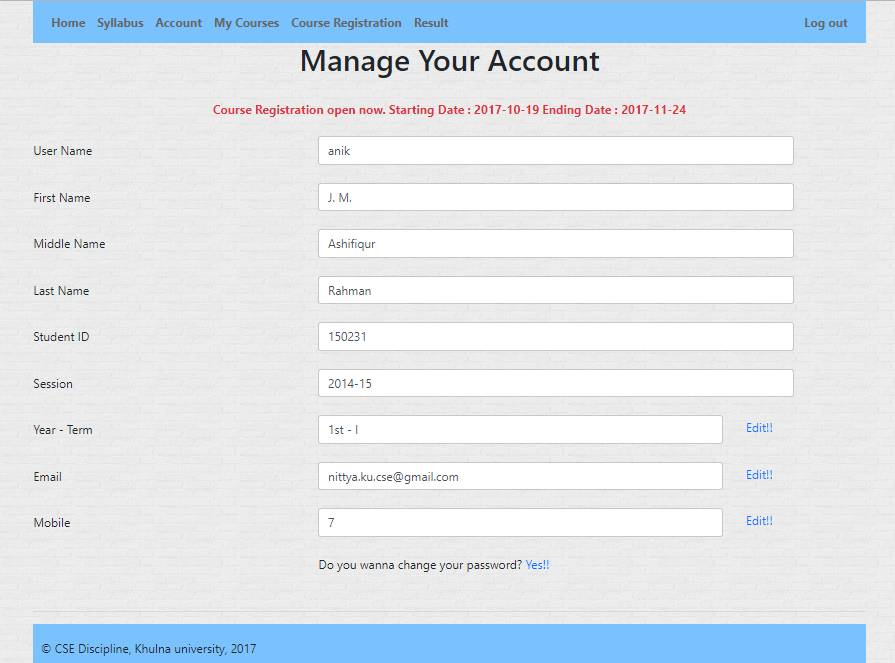 Home Syllabus Account My Courses Course Registration Result Log out
Manage Your Account
Course Registration open now. Starting Date : 2017-10-19 Ending Date : 2017-11-24
User Name anik
First Name J. M.
Middle Name Ashifiqur
Last Name Rahman
Student ID 150231
Session 2014-15
Year - Term 1st - I Edit!!
Email nittya.ku.cse@gmail.com Edit!!
Mobile 7 Edit!!
Do you wanna change your password? Yes!!
© CSE Discipline, Khulna university, 2017